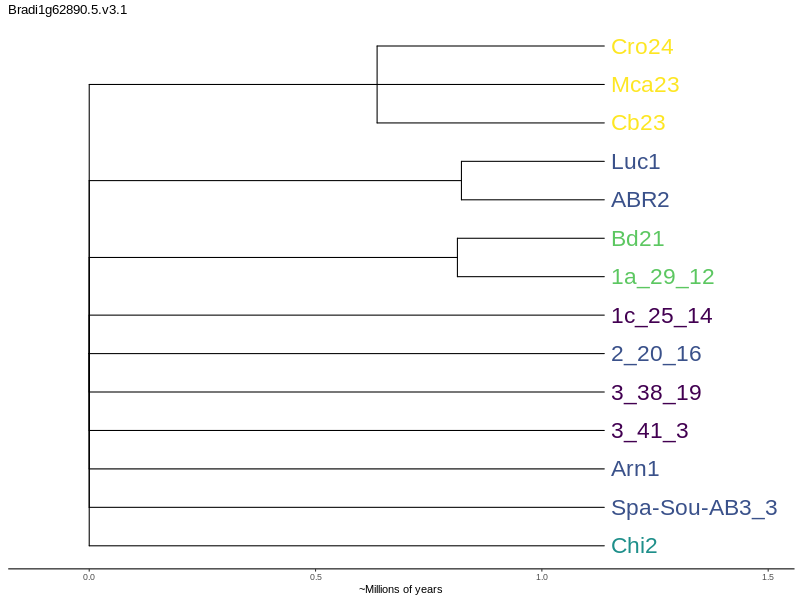 Bradi1g62890.5.v3.1
Cro24
Mca23
Cb23
Luc1
ABR2
Bd21
1a_29_12
1c_25_14
2_20_16
3_38_19
3_41_3
Arn1
Spa-Sou-AB3_3
Chi2
0.0 0.5 1.0 1.5
~Millions of years